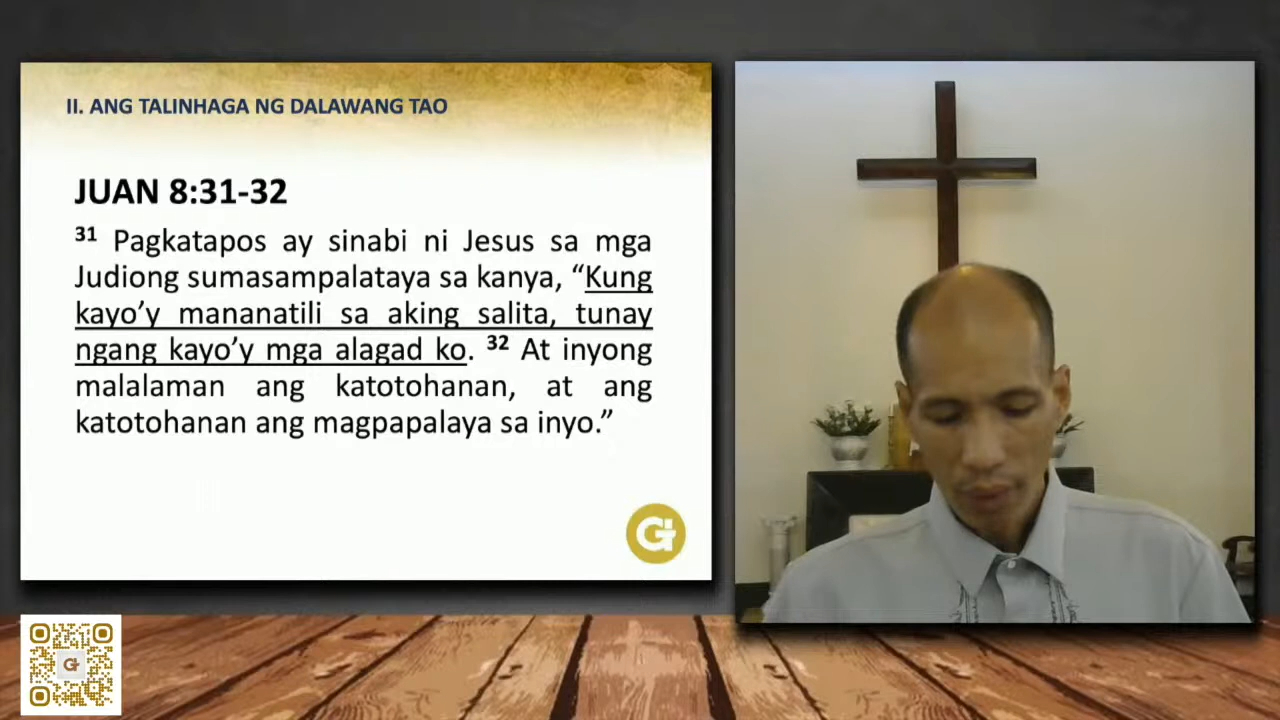 II. ANG TALINHAGA NG DALAWANG TAO
JUAN 8:31-32
31 Pagkatapos ay sinabi ni Jesus sa mga
Judiong sumasampalataya sa kanya, “Kung
kayo’y mananatili sa aking salita, tunay
ngang kayo’y mga alagad ko. 32 At inyong
malalaman ang katotohanan, at ang
katotohanan ang magpapalaya sa inyo.”